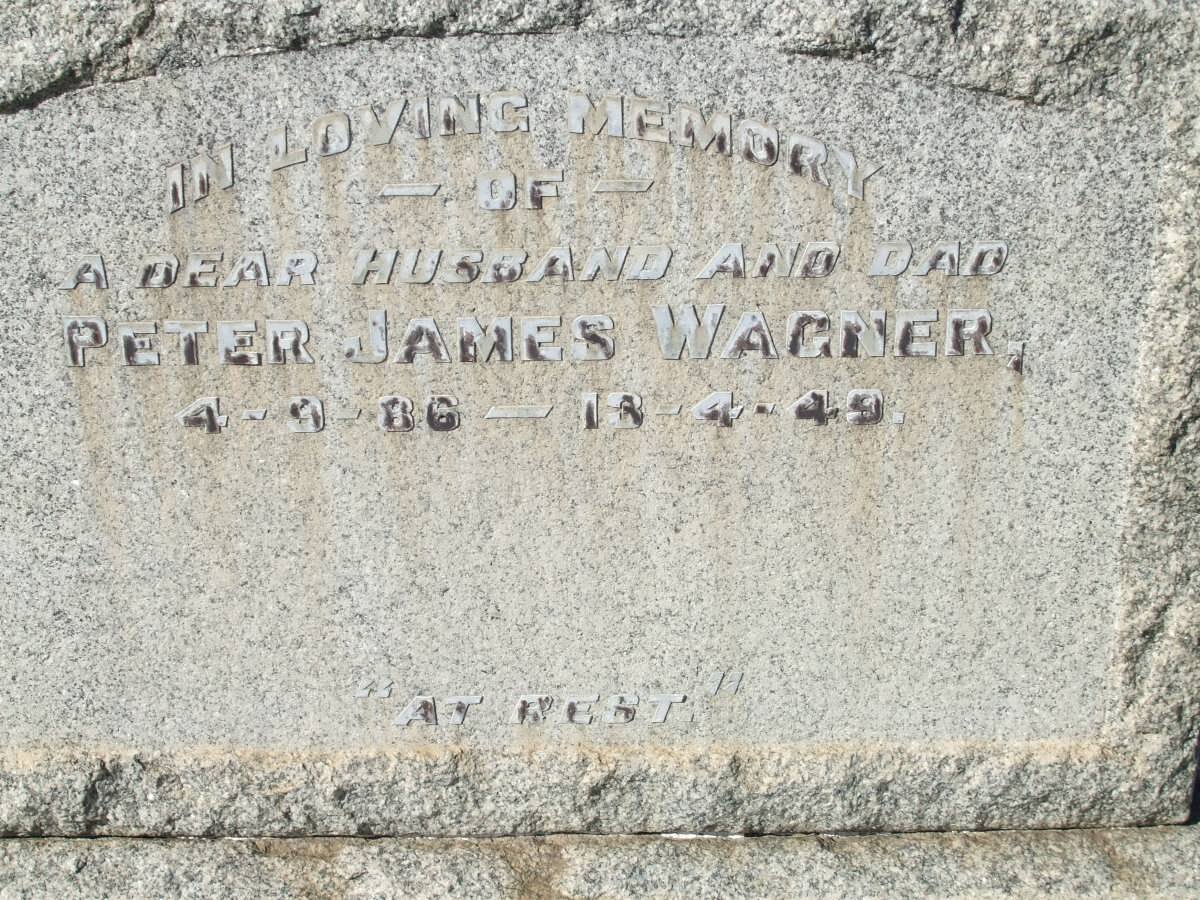 IN LOVING MEMORY
— OF —
A DEAR HUSBAND AND DAD
PETER JAMES WAGNER,
4-9-86 — 13-4-49.
"AT REST."